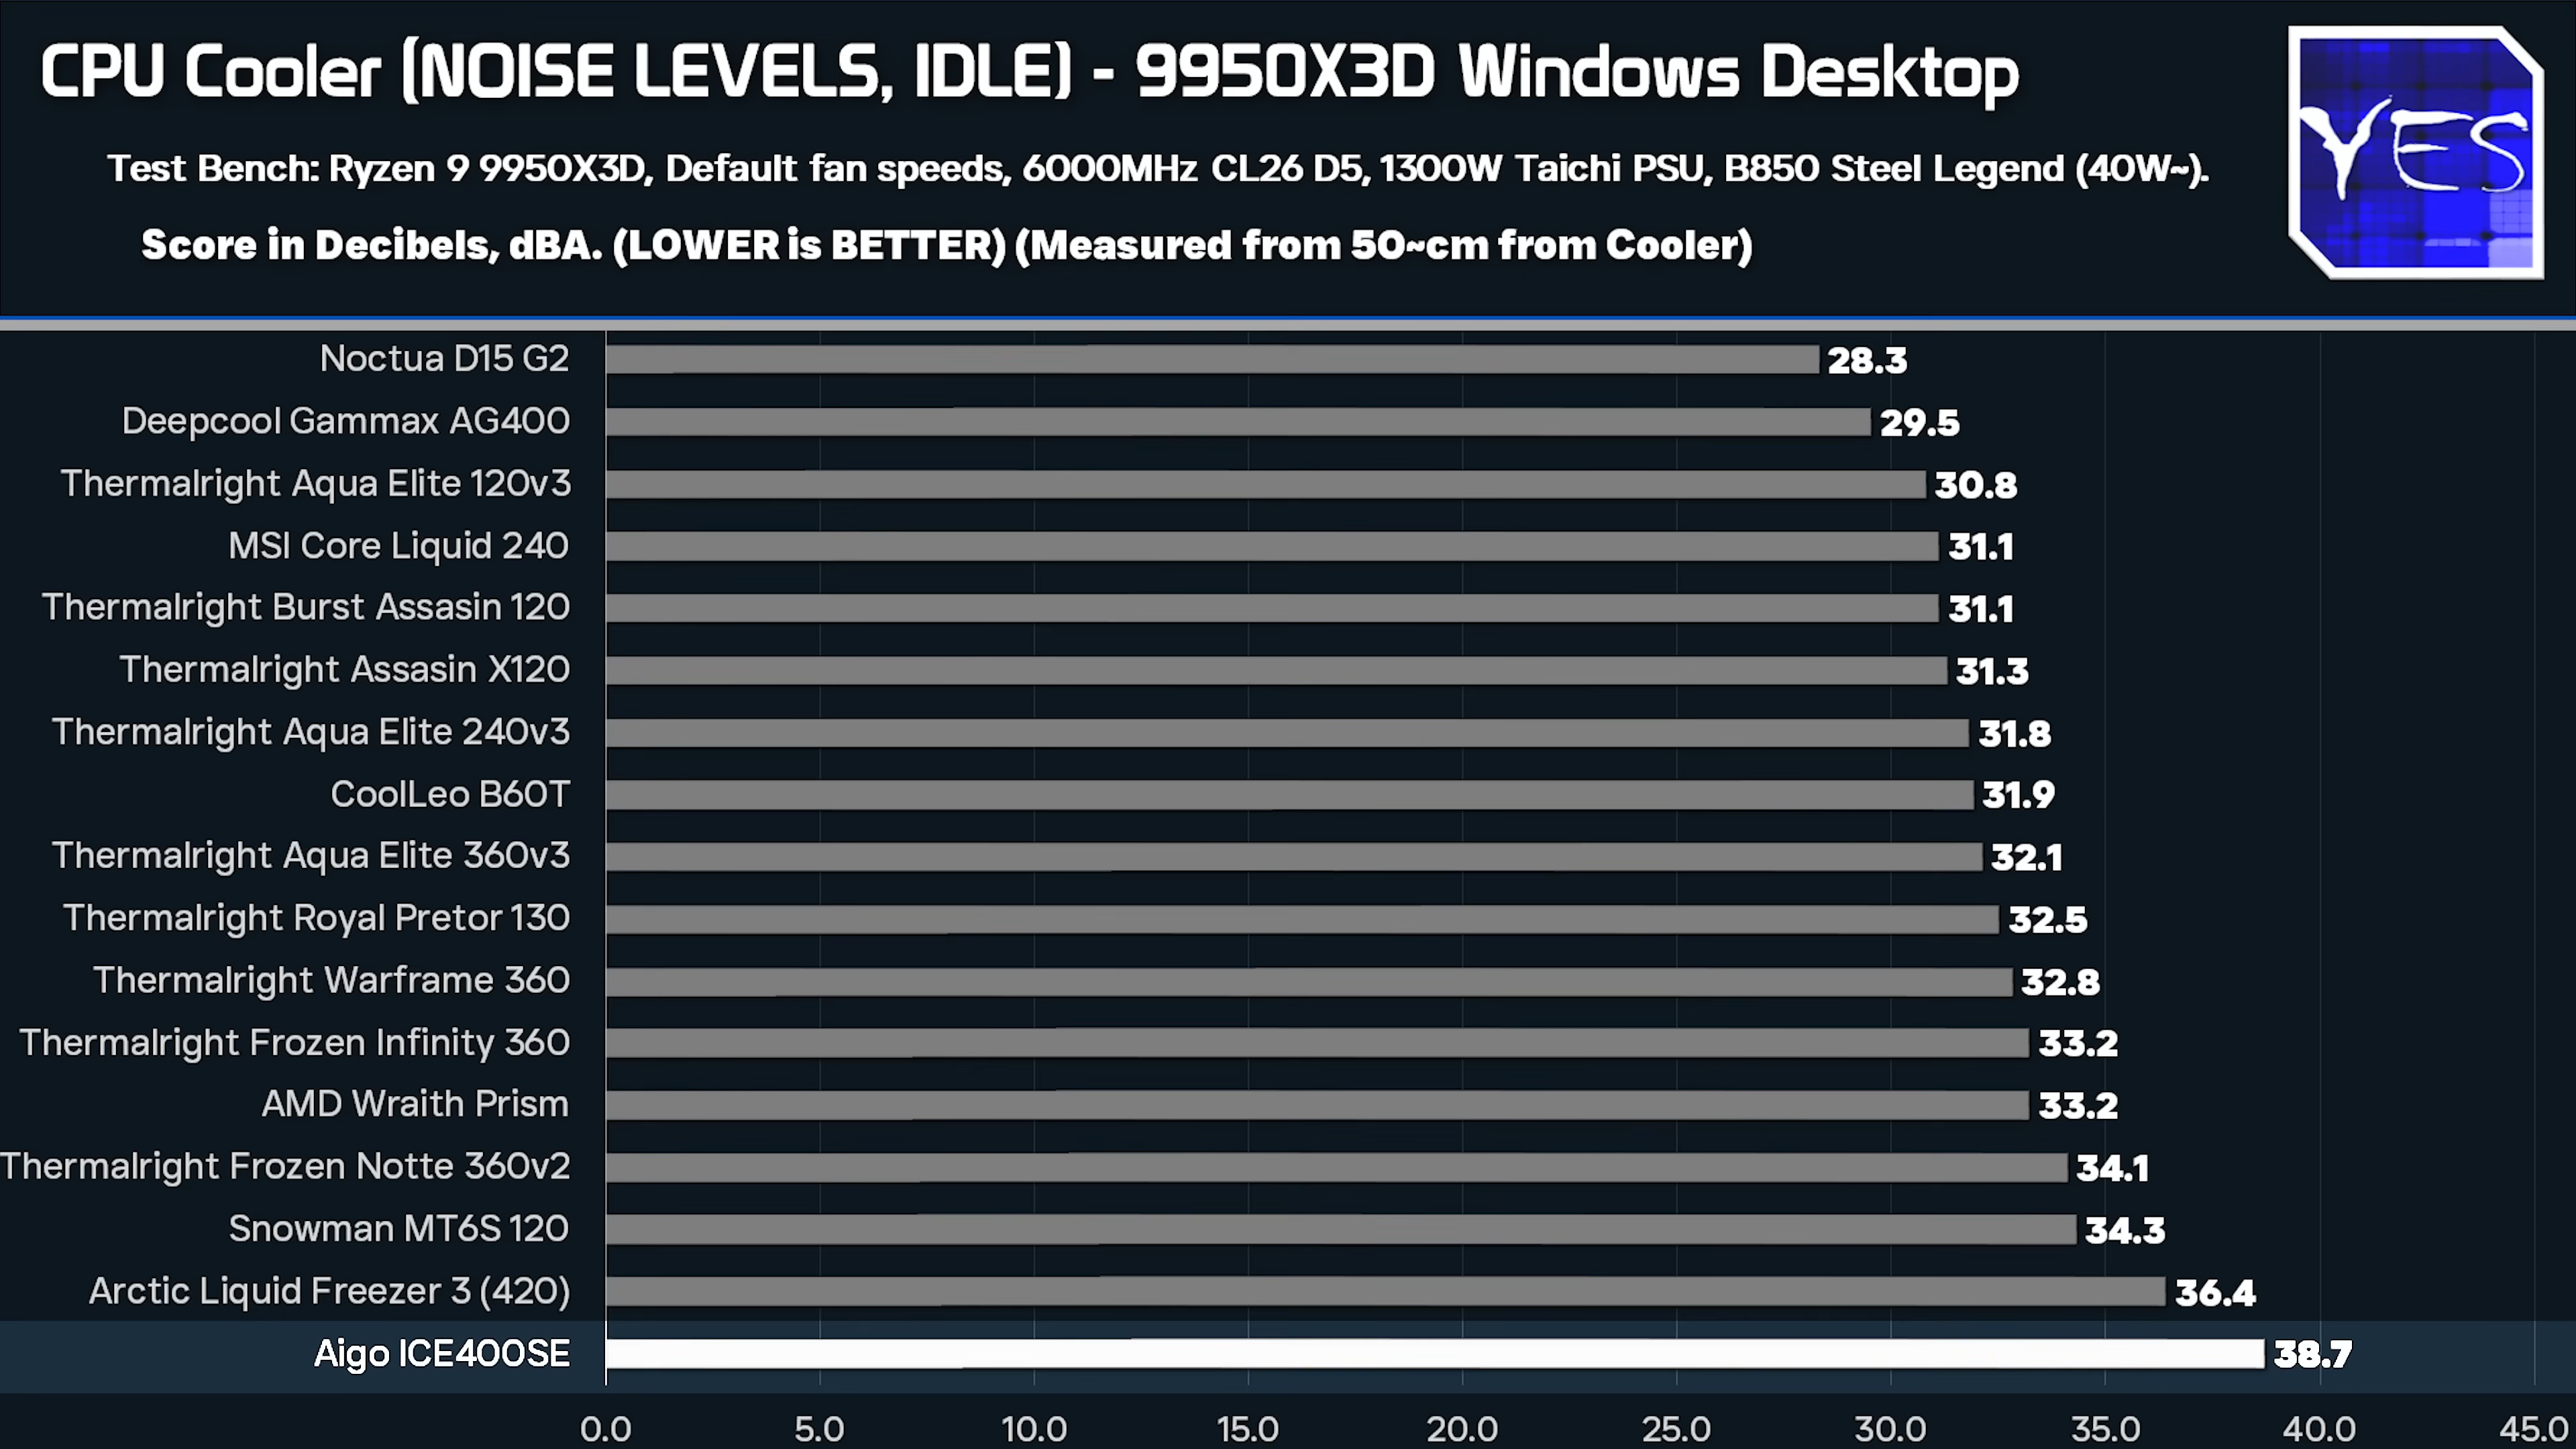 CPU Cooler (NOISE LEVELS, IDLE) - 9950X3D Windows Desktop
YES
Test Bench: Ryzen 9 9950X3D, Default fan speeds, 6000MHz CL26 D5, 1300W Taichi PSU, B850 Steel Legend (40W~).
Score in Decibels, dBA. (LOWER is BETTER) (Measured from 50~cm from Cooler)
Noctua D15 G2 28.3
Deepcool Gammax AG400 29.5
Thermalright Aqua Elite 120v3 30.8
MSI Core Liquid 240 31.1
Thermalright Burst Assasin 120 31.1
Thermalright Assasin X120 31.3
Thermalright Aqua Elite 240v3 31.8
CoolLeo B60T 31.9
Thermalright Aqua Elite 360v3 32.1
Thermalright Royal Pretor 130 32.5
Thermalright Warframe 360 32.8
Thermalright Frozen Infinity 360 33.2
AMD Wraith Prism 33.2
Thermalright Frozen Notte 360v2 34.1
Snowman MT6S 120 34.3
Arctic Liquid Freezer 3 (420) 36.4
Aigo ICE400SE 38.7
0.0 5.0 10.0 15.0 20.0 25.0 30.0 35.0 40.0 45.0